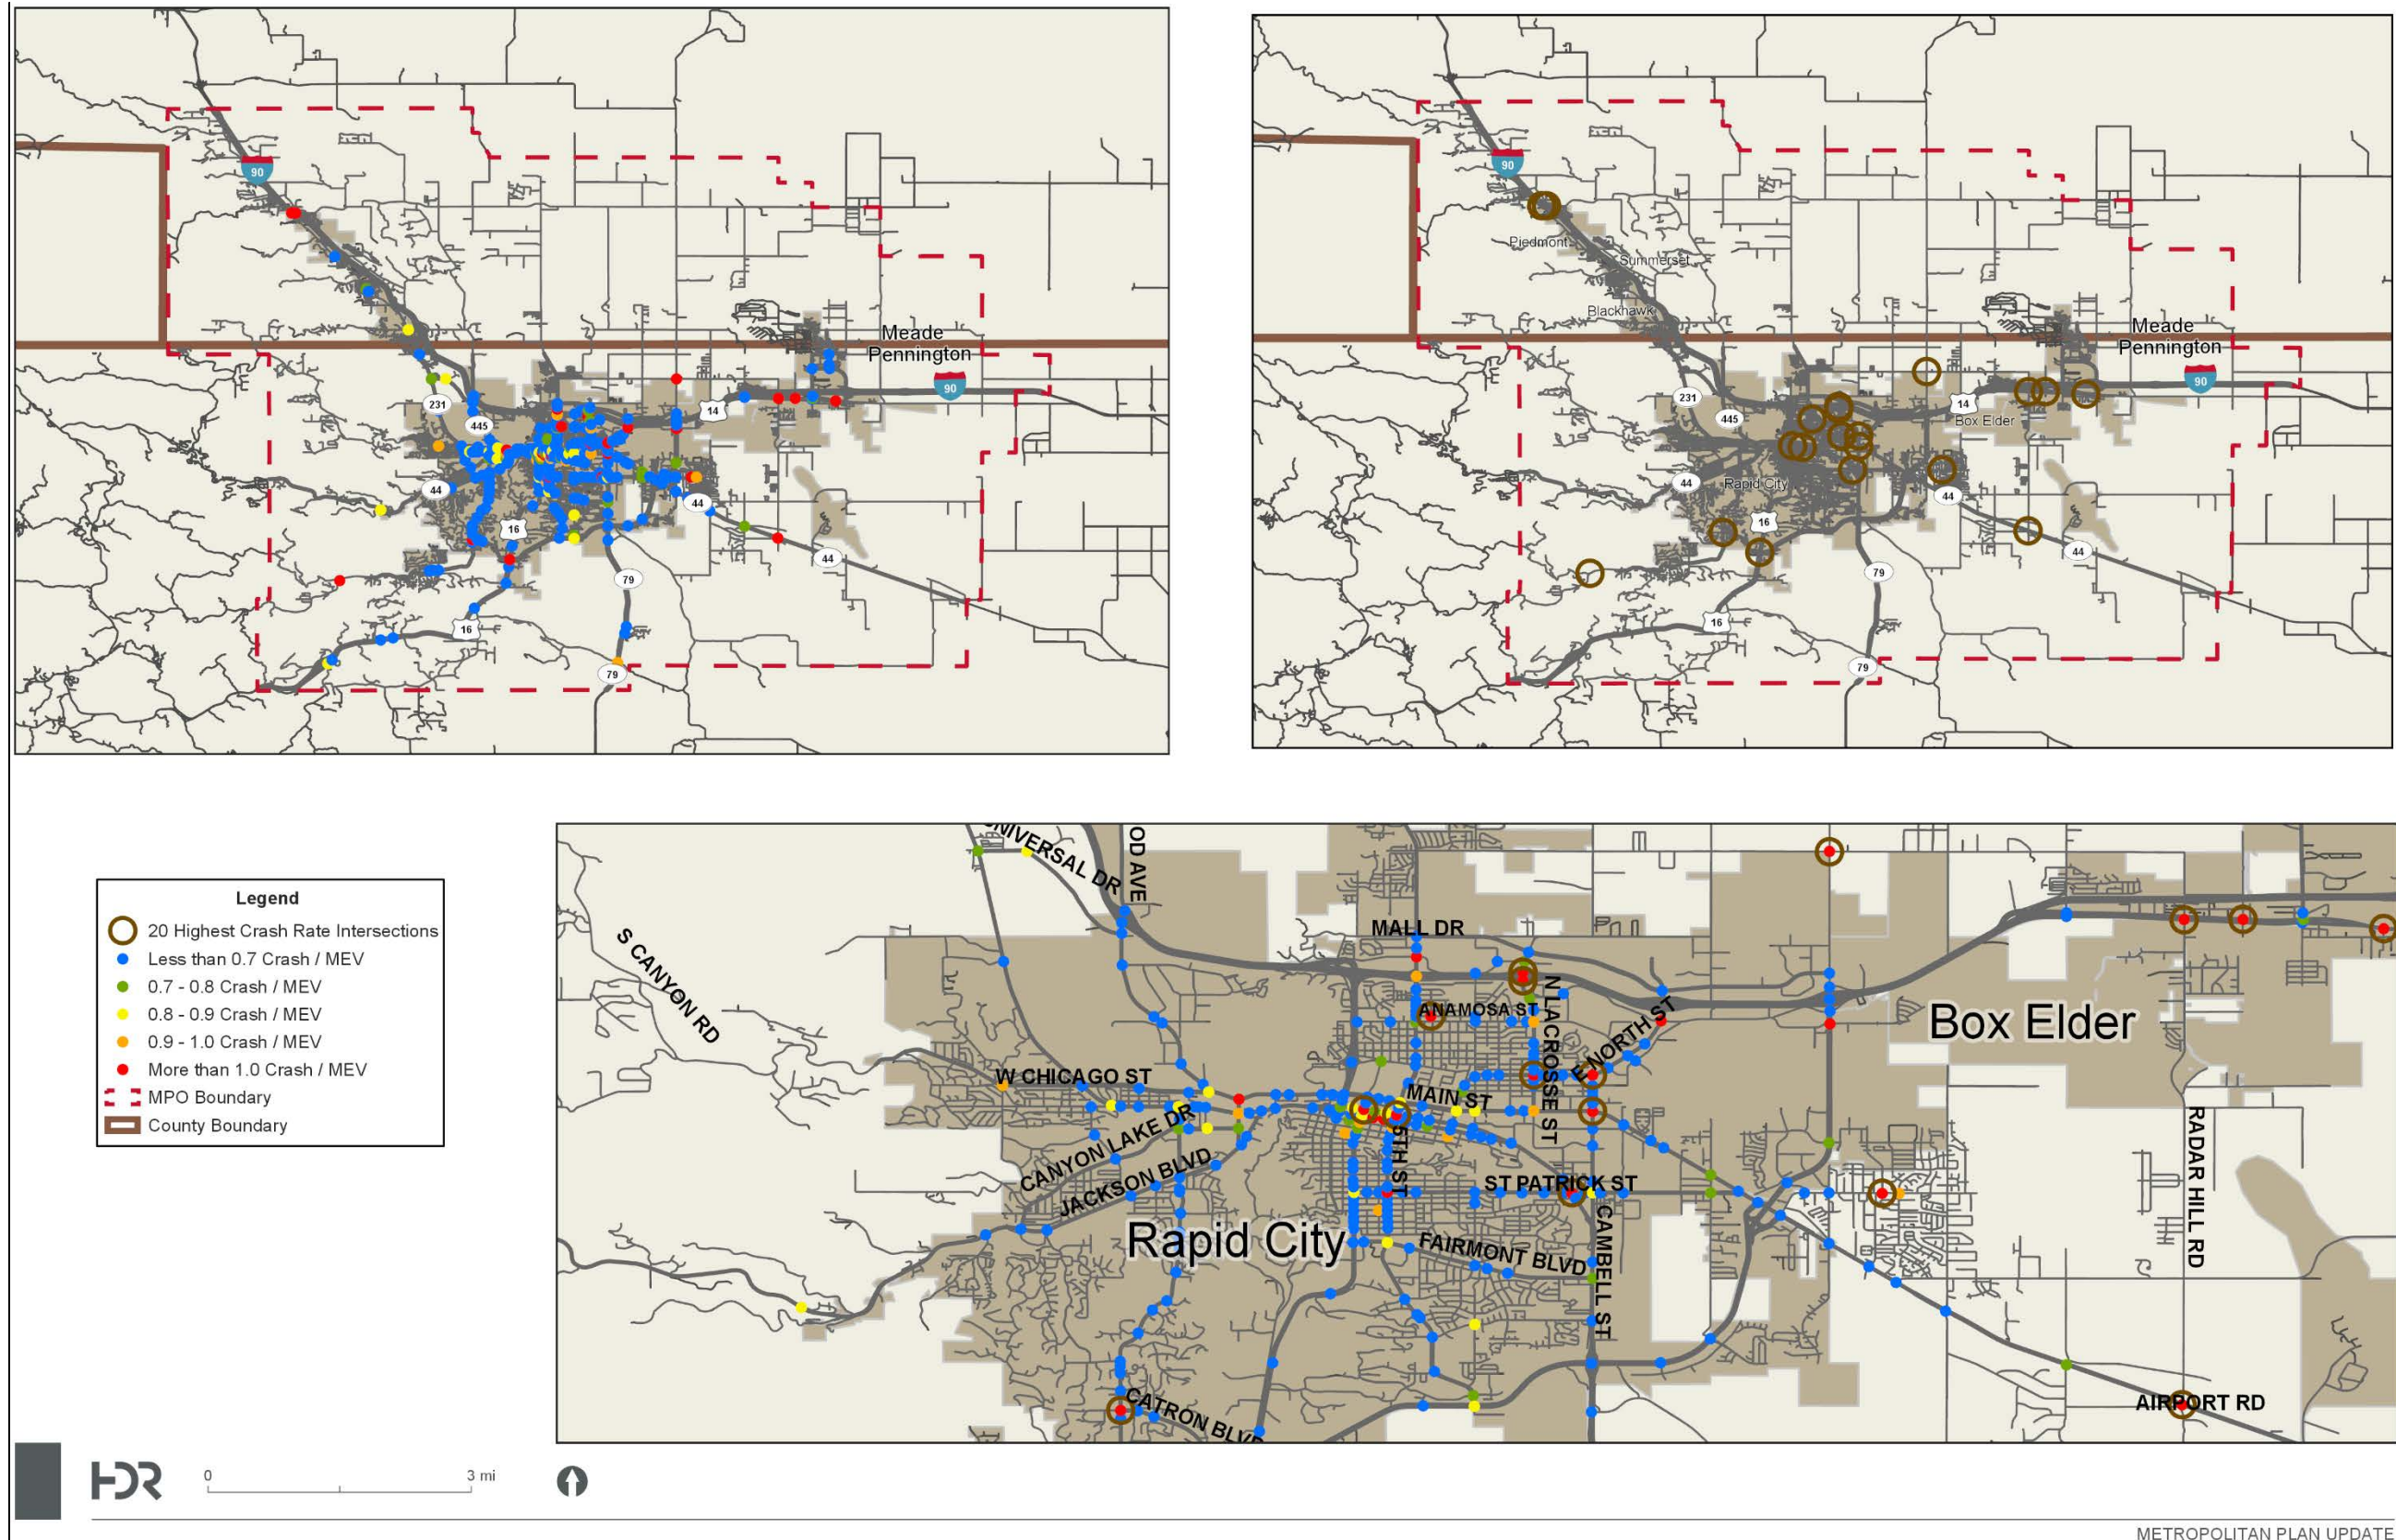 90
Meade
Pennington
90
231
14
445
44
44
16
44
79
16
79
90
Piedmont
Summerset
Blackhawk
Meade
Pennington
90
231
14
445
Box Elder
44
Rapid City
44
16
44
79
16
79
Legend
20 Highest Crash Rate Intersections
Less than 0.7 Crash / MEV
0.7 - 0.8 Crash / MEV
0.8 - 0.9 Crash / MEV
0.9 - 1.0 Crash / MEV
More than 1.0 Crash / MEV
MPO Boundary
County Boundary
UNIVERSAL DR
OD AVE
S CANYON RD
MALL DR
ANAMOSA ST
N LACROSSE ST
E NORTH ST
Box Elder
W CHICAGO ST
MAIN ST
CANYON LAKE DR
5TH ST
RADAR HILL RD
JACKSON BLVD
ST PATRICK ST
Rapid City
FAIRMONT BLVD
CAMBELL ST
CATRON BLVD
AIRPORT RD
HDR
0 3 mi
METROPOLITAN PLAN UPDATE